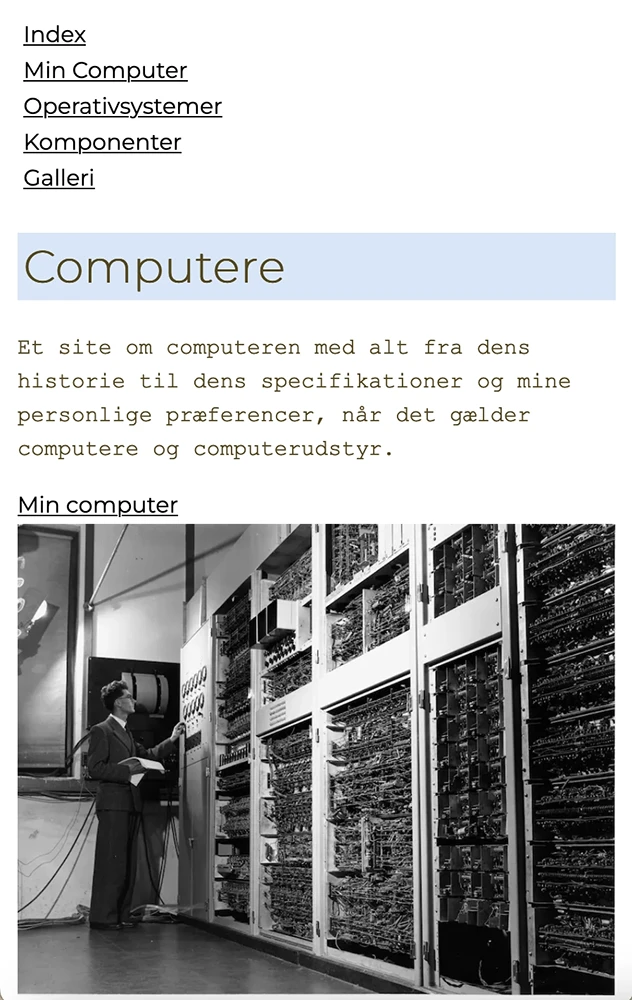 Index
Min Computer
Operativsystemer
Komponenter
Galleri
Computere
Et site om computeren med alt fra dens
historie til dens specifikationer og mine
personlige præferencer, når det gælder
computere og computerudstyr.
Min computer